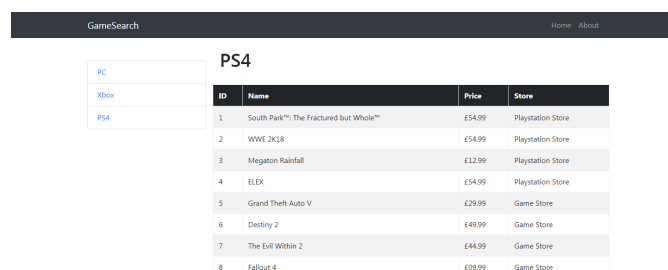 GameSearch Home About
PS4
PC
Xbox
PS4
ID Name Price Store
1 South Park™: The Fractured but Whole™ £54.99 Playstation Store
2 WWE 2K18 £54.99 Playstation Store
3 Megaton Rainfall £12.99 Playstation Store
4 ELEX £54.99 Playstation Store
5 Grand Theft Auto V £29.99 Game Store
6 Destiny 2 £49.99 Game Store
7 The Evil Within 2 £44.99 Game Store
8 Fallout 4 £09.99 Game Store